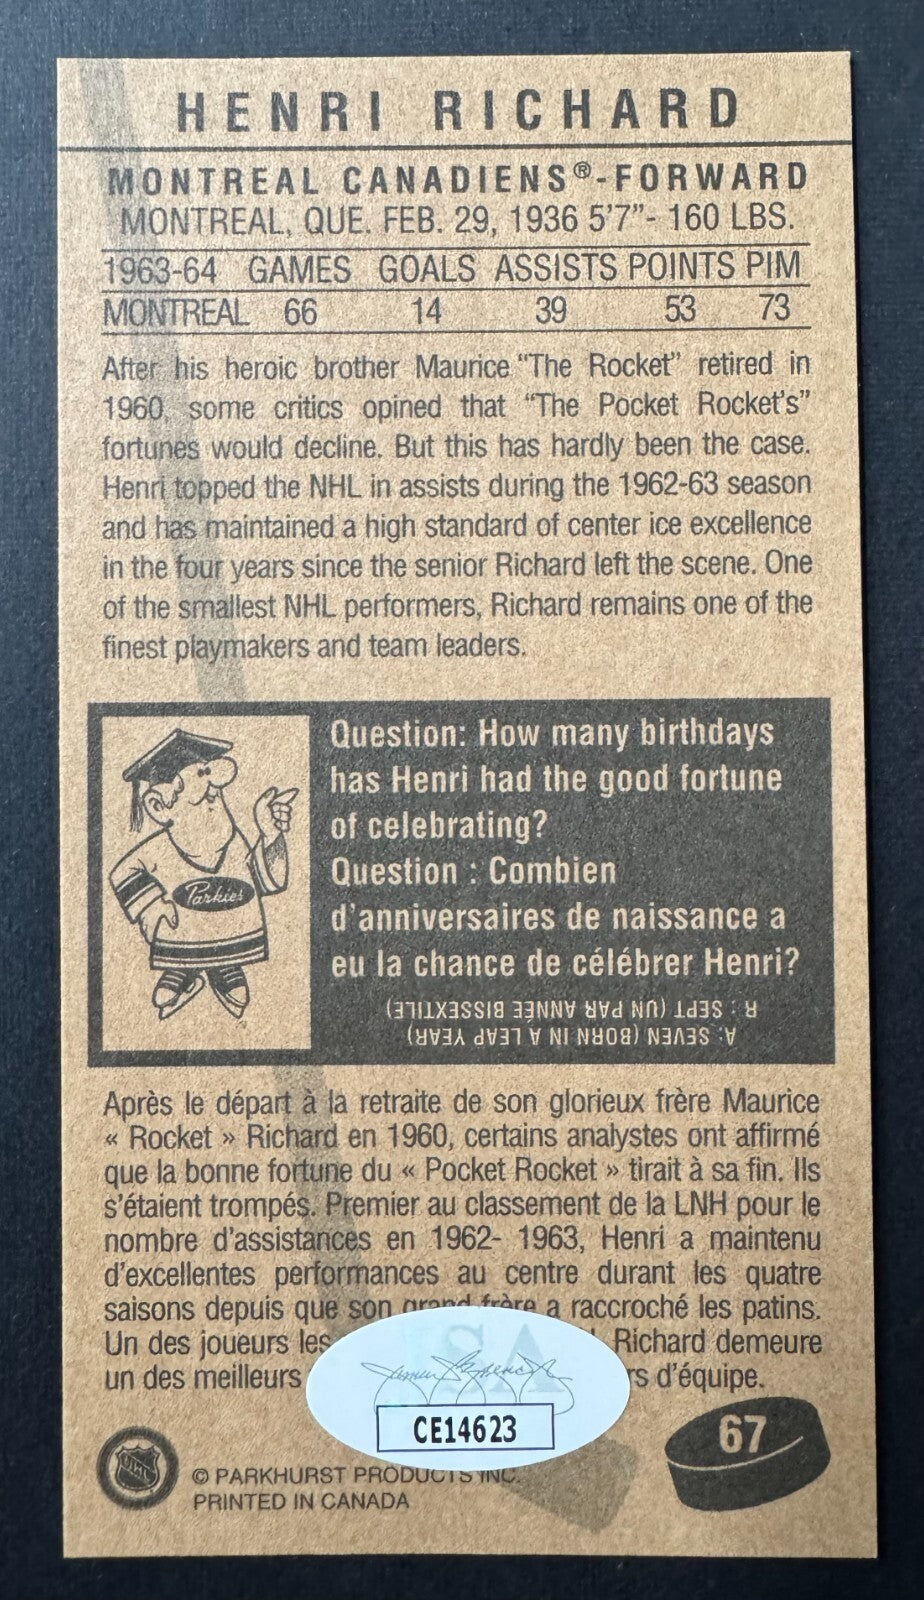 HENRI RICHARD
MONTREAL CANADIENS®-FORWARD
MONTREAL, QUE. FEB. 29, 1936 5'7"- 160 LBS.
1963-64 GAMES GOALS ASSISTS POINTS PIM
MONTREAL 66 14 39 53 73
After his heroic brother Maurice "The Rocket" retired in
1960, some critics opined that "The Pocket Rocket's"
fortunes would decline. But this has hardly been the case.
Henri topped the NHL in assists during the 1962-63 season
and has maintained a high standard of center ice excellence
in the four years since the senior Richard left the scene. One
of the smallest NHL performers, Richard remains one of the
finest playmakers and team leaders.
Parkies
Question: How many birthdays
has Henri had the good fortune
of celebrating?
Question : Combien
d'anniversaires de naissance a
eu la chance de célébrer Henri?
A: SEVEN (BORN IN A LEAP YEAR)
R : SEPT (UN PAR ANNÉE BISSEXTILE)
Après le départ à la retraite de son glorieux frère Maurice
« Rocket » Richard en 1960, certains analystes ont affirmé
que la bonne fortune du « Pocket Rocket » tirait à sa fin. Ils
s'étaient trompés. Premier au classement de la LNH pour le
nombre d'assistances en 1962- 1963, Henri a maintenu
d'excellentes performances au centre durant les quatre
saisons depuis que son grand frère a raccroché les patins.
Un des joueurs les Richard demeure
un des meilleurs d'équipe.
James Spence
CE14623
67
© PARKHURST PRODUCTS INC.
PRINTED IN CANADA